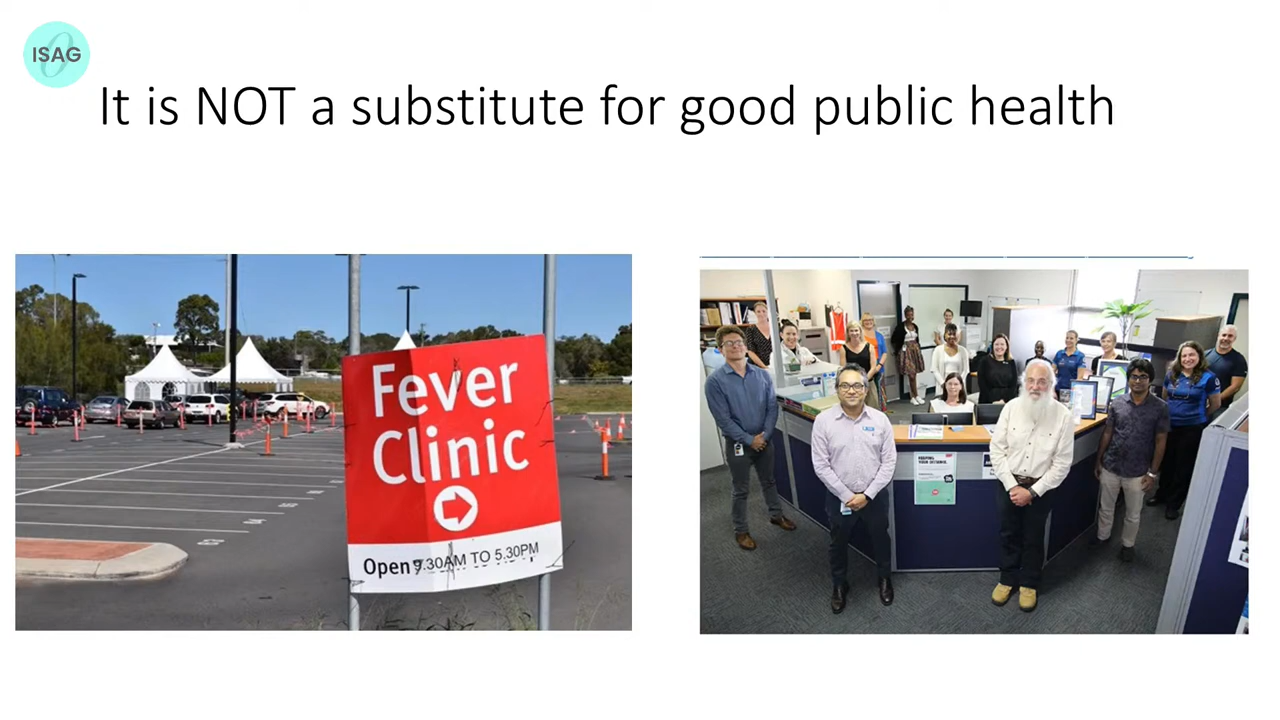 ISAG
It is NOT a substitute for good public health
Fever
Clinic
Open 9.30AM TO 5.30PM